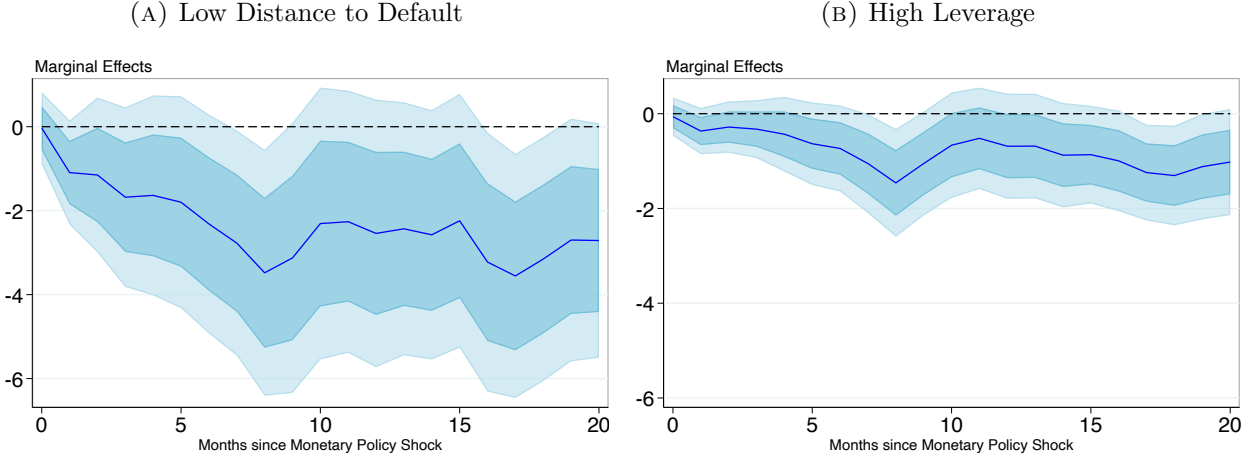 (A) Low Distance to Default
Marginal Effects
0
-2
-4
-6
0 5 10 15 20
Months since Monetary Policy Shock
(B) High Leverage
Marginal Effects
0
-2
-4
-6
0 5 10 15 20
Months since Monetary Policy Shock